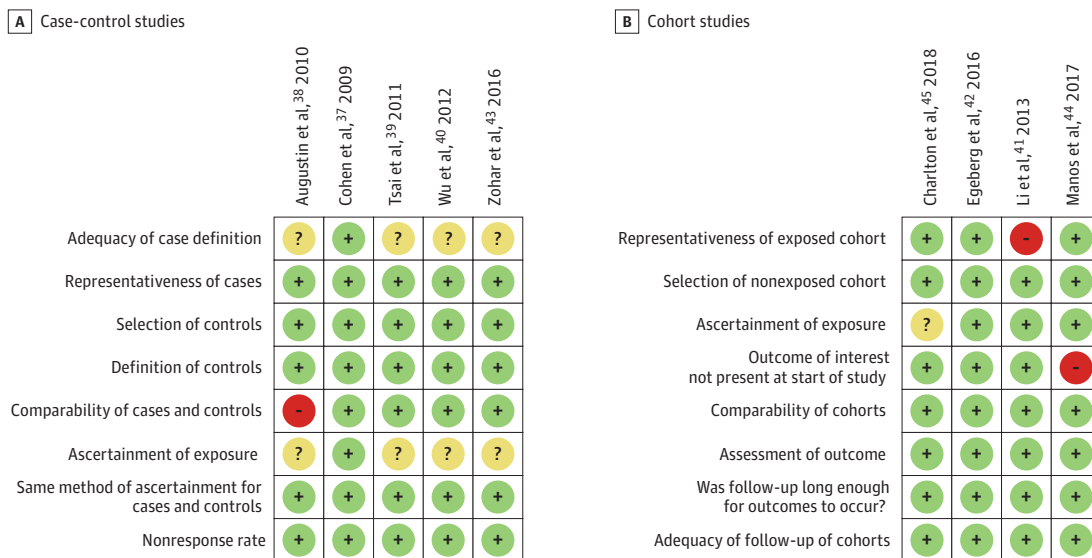 A Case-control studies
Augustin et al,38 2010
Cohen et al,37 2009
Tsai et al,39 2011
Wu et al,40 2012
Zohar et al,43 2016
Adequacy of case definition ? + ? ? ?
Representativeness of cases + + + + +
Selection of controls + + + + +
Definition of controls + + + + +
Comparability of cases and controls - + + + +
Ascertainment of exposure ? + ? ? ?
Same method of ascertainment for
cases and controls + + + + +
Nonresponse rate + + + + +
B Cohort studies
Charlton et al,45 2018
Egeberg et al,42 2016
Li et al,41 2013
Manos et al,44 2017
Representativeness of exposed cohort + + - +
Selection of nonexposed cohort + + + +
Ascertainment of exposure ? + + +
Outcome of interest
not present at start of study + + + -
Comparability of cohorts + + + +
Assessment of outcome + + + +
Was follow-up long enough
for outcomes to occur? + + + +
Adequacy of follow-up of cohorts + + + +